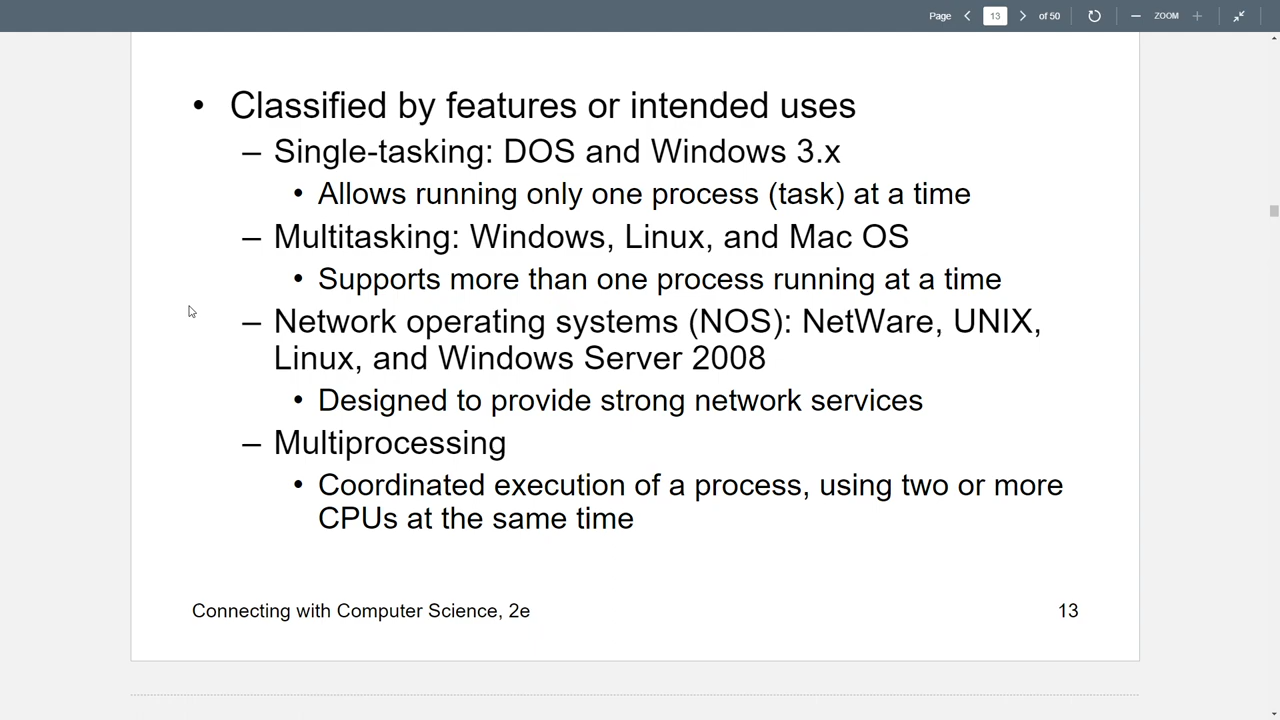 Page 13 of 50 ZOOM
• Classified by features or intended uses
– Single-tasking: DOS and Windows 3.x
• Allows running only one process (task) at a time
– Multitasking: Windows, Linux, and Mac OS
• Supports more than one process running at a time
– Network operating systems (NOS): NetWare, UNIX,
Linux, and Windows Server 2008
• Designed to provide strong network services
– Multiprocessing
• Coordinated execution of a process, using two or more
CPUs at the same time
Connecting with Computer Science, 2e 13